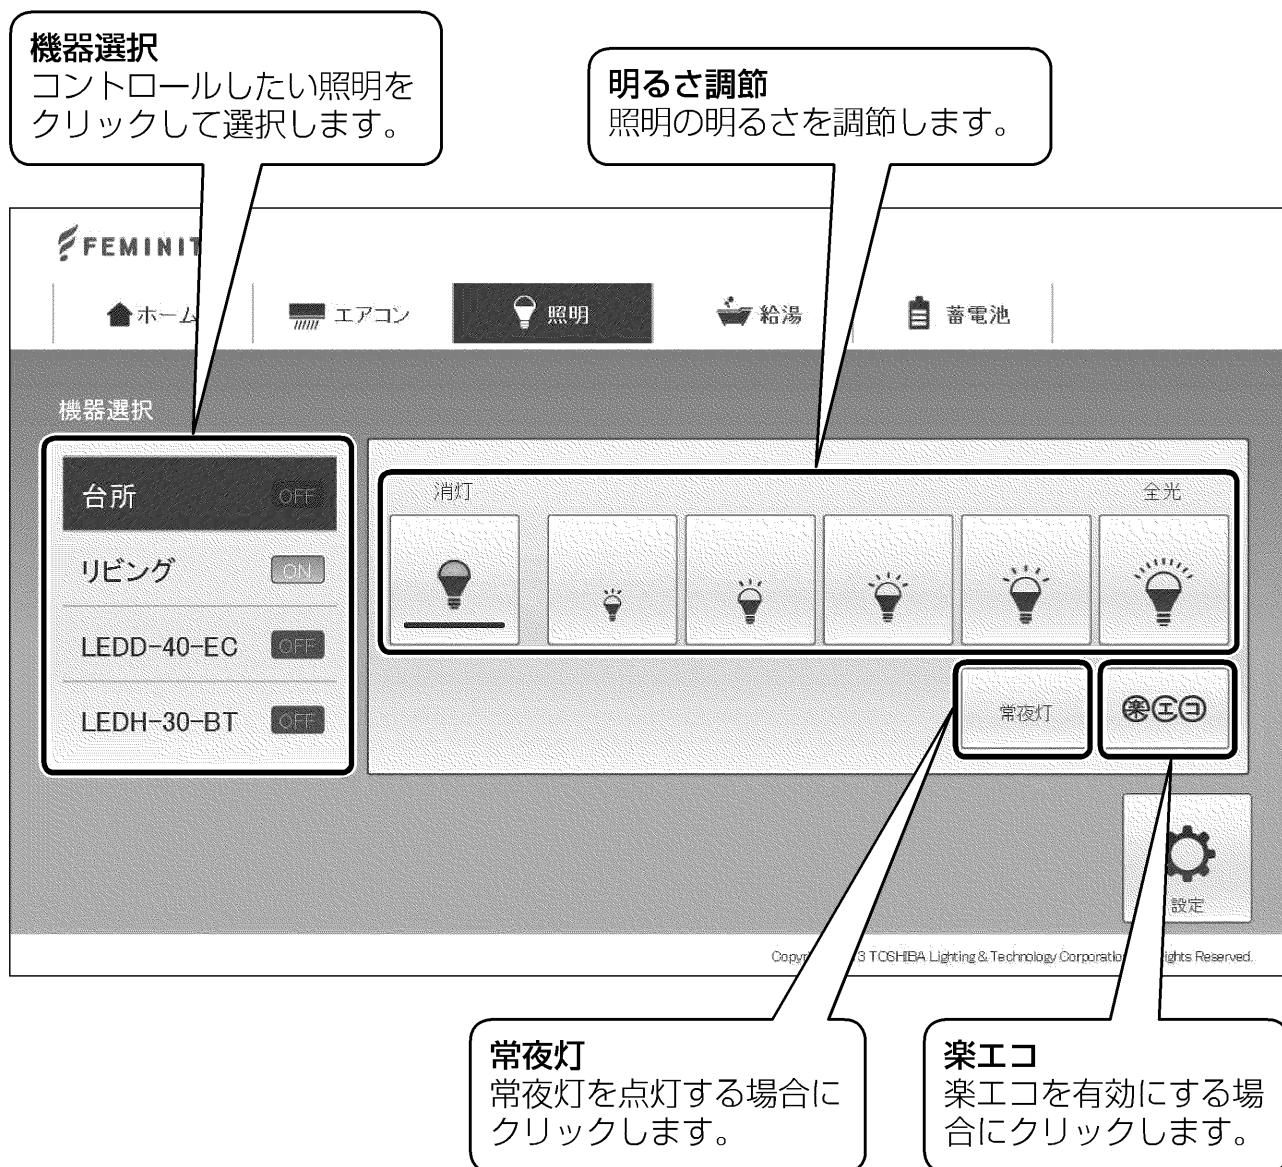 機器選択
コントロールしたい照明を
クリックして選択します。
明るさ調節
照明の明るさを調節します。
FEMINIT
ホーム
エアコン
照明
給湯
蓄電池
機器選択
台所 OFF
リビング ON
LEDD-40-EC OFF
LEDH-30-BT OFF
消灯
全光
常夜灯
楽エコ
設定
3 TOSHIBA Lighting & Technology Reserved.
常夜灯
常夜灯を点灯する場合に
クリックします。
楽エコ
楽エコを有効にする場
合にクリックします。